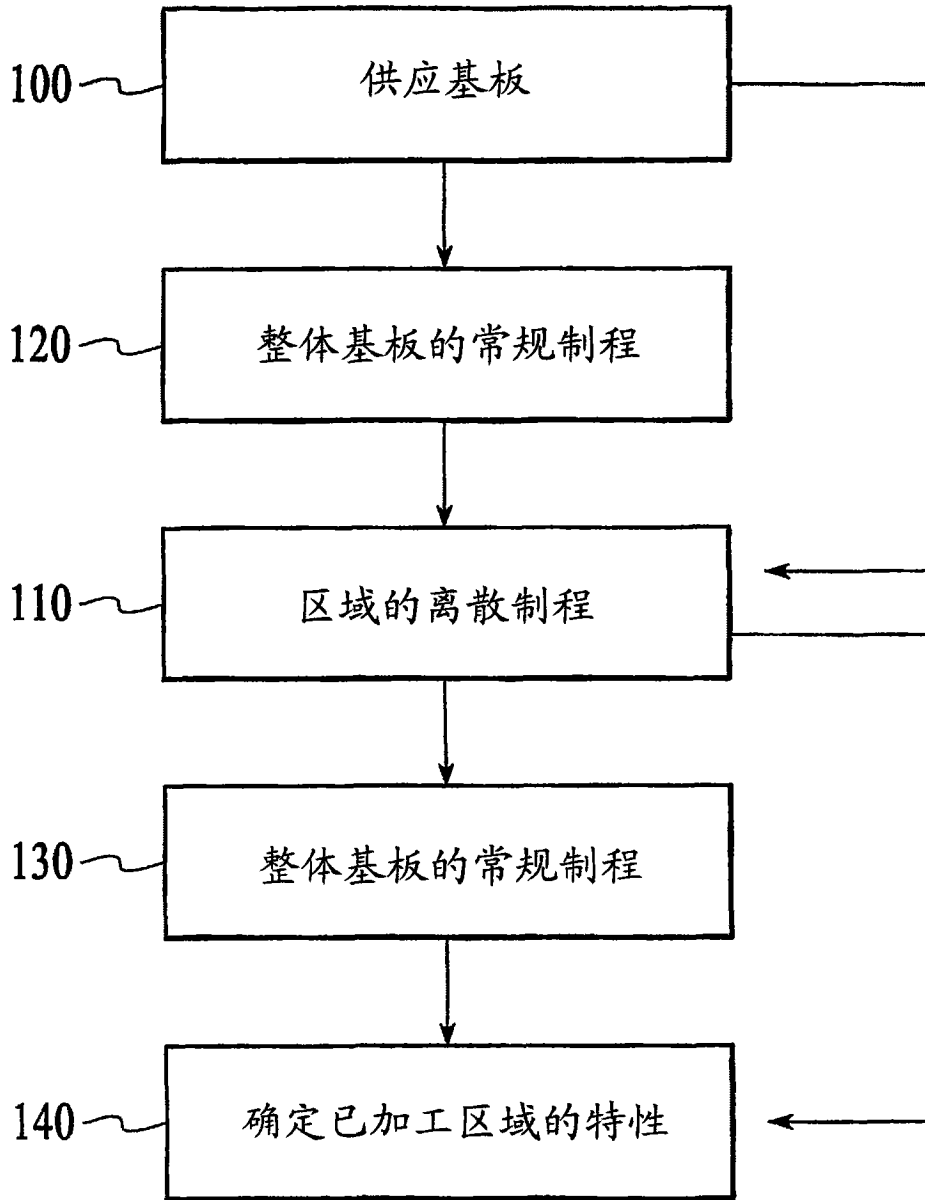 100 供应基板
120 整体基板的常规制程
110 区域的离散制程
130 整体基板的常规制程
140 确定已加工区域的特性